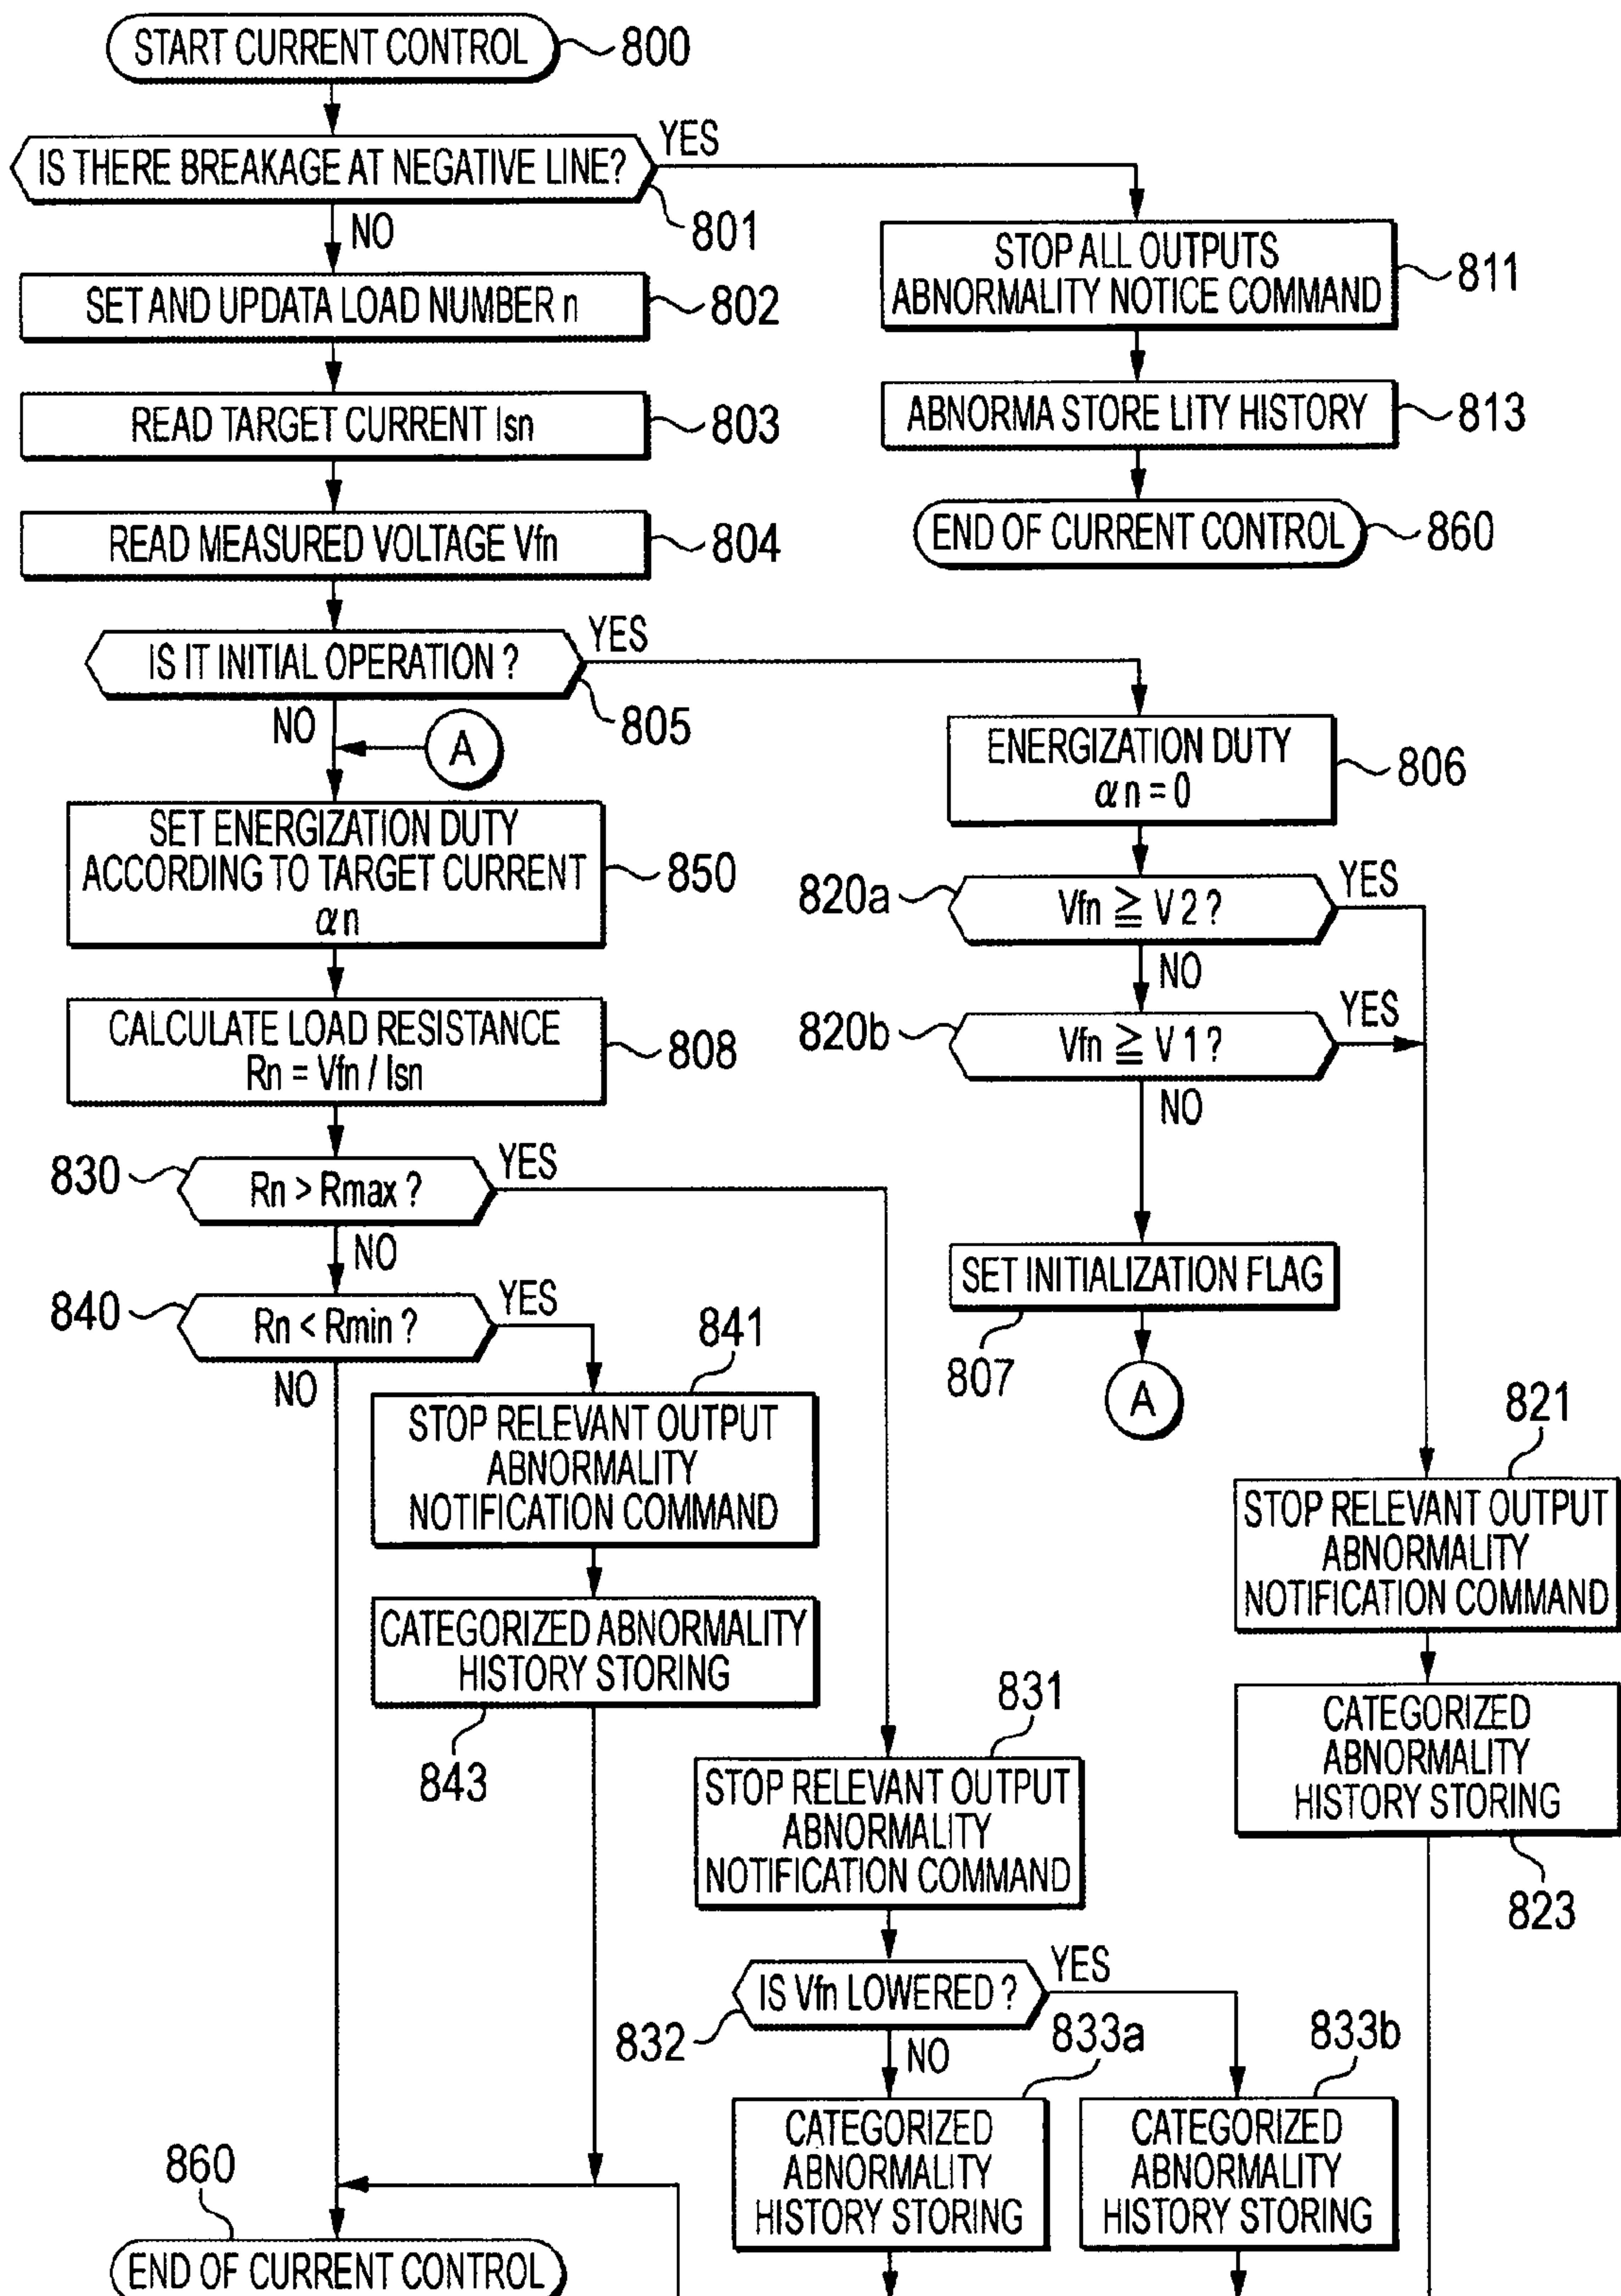 START CURRENT CONTROL
800
IS THERE BREAKAGE AT NEGATIVE LINE?
YES
801
NO
SET AND UPDATA LOAD NUMBER n
802
READ TARGET CURRENT Isn
803
READ MEASURED VOLTAGE Vfn
804
STOP ALL OUTPUTS
ABNORMALITY NOTICE COMMAND
811
ABNORMA STORE LITY HISTORY
813
END OF CURRENT CONTROL
860
IS IT INITIAL OPERATION ?
YES
805
NO
A
SET ENERGIZATION DUTY
ACCORDING TO TARGET CURRENT
αn
850
CALCULATE LOAD RESISTANCE
Rn = Vfn / Isn
808
830
Rn > Rmax ?
YES
NO
840
Rn < Rmin ?
YES
NO
ENERGIZATION DUTY
αn = 0
806
820a
Vfn ≧ V2 ?
YES
NO
820b
Vfn ≧ V1 ?
YES
NO
SET INITIALIZATION FLAG
807
A
841
STOP RELEVANT OUTPUT
ABNORMALITY
NOTIFICATION COMMAND
CATEGORIZED ABNORMALITY
HISTORY STORING
843
821
STOP RELEVANT OUTPUT
ABNORMALITY
NOTIFICATION COMMAND
CATEGORIZED
ABNORMALITY
HISTORY STORING
823
831
STOP RELEVANT OUTPUT
ABNORMALITY
NOTIFICATION COMMAND
IS Vfn LOWERED ?
YES
832
NO
833a
CATEGORIZED
ABNORMALITY
HISTORY STORING
833b
CATEGORIZED
ABNORMALITY
HISTORY STORING
860
END OF CURRENT CONTROL